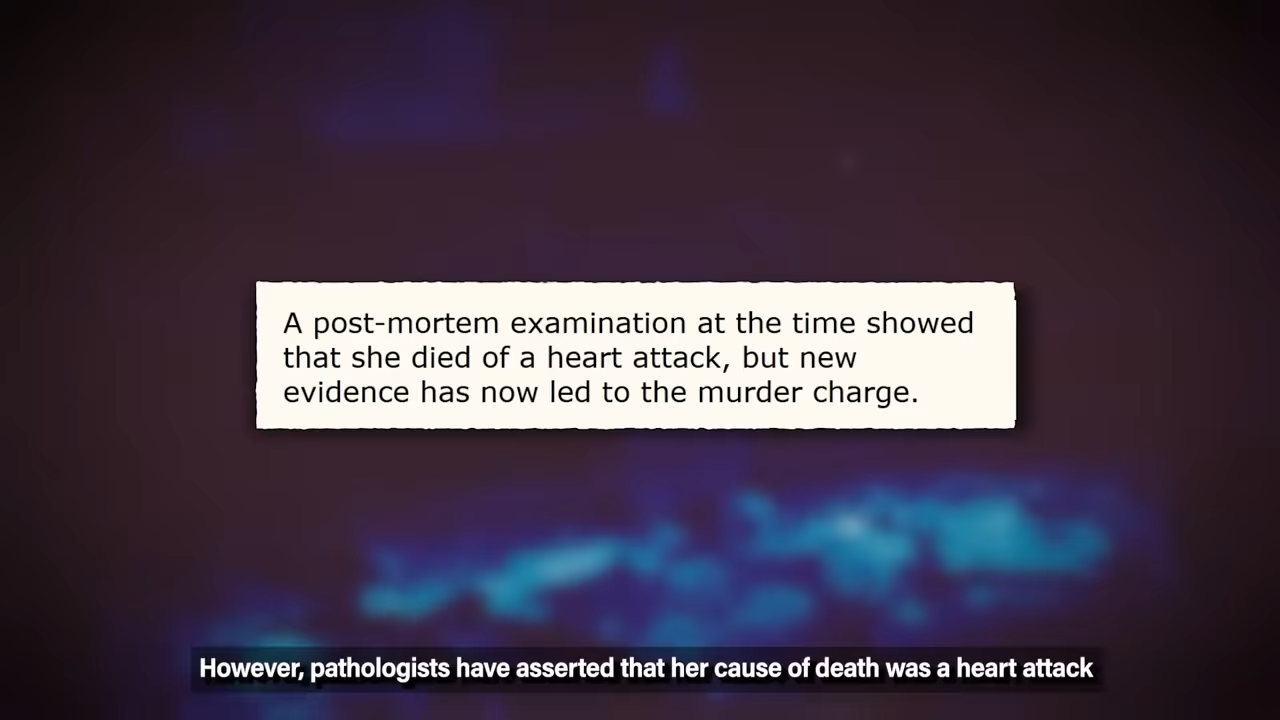 A post-mortem examination at the time showed
that she died of a heart attack, but new
evidence has now led to the murder charge.
However, pathologists have asserted that her cause of death was a heart attack